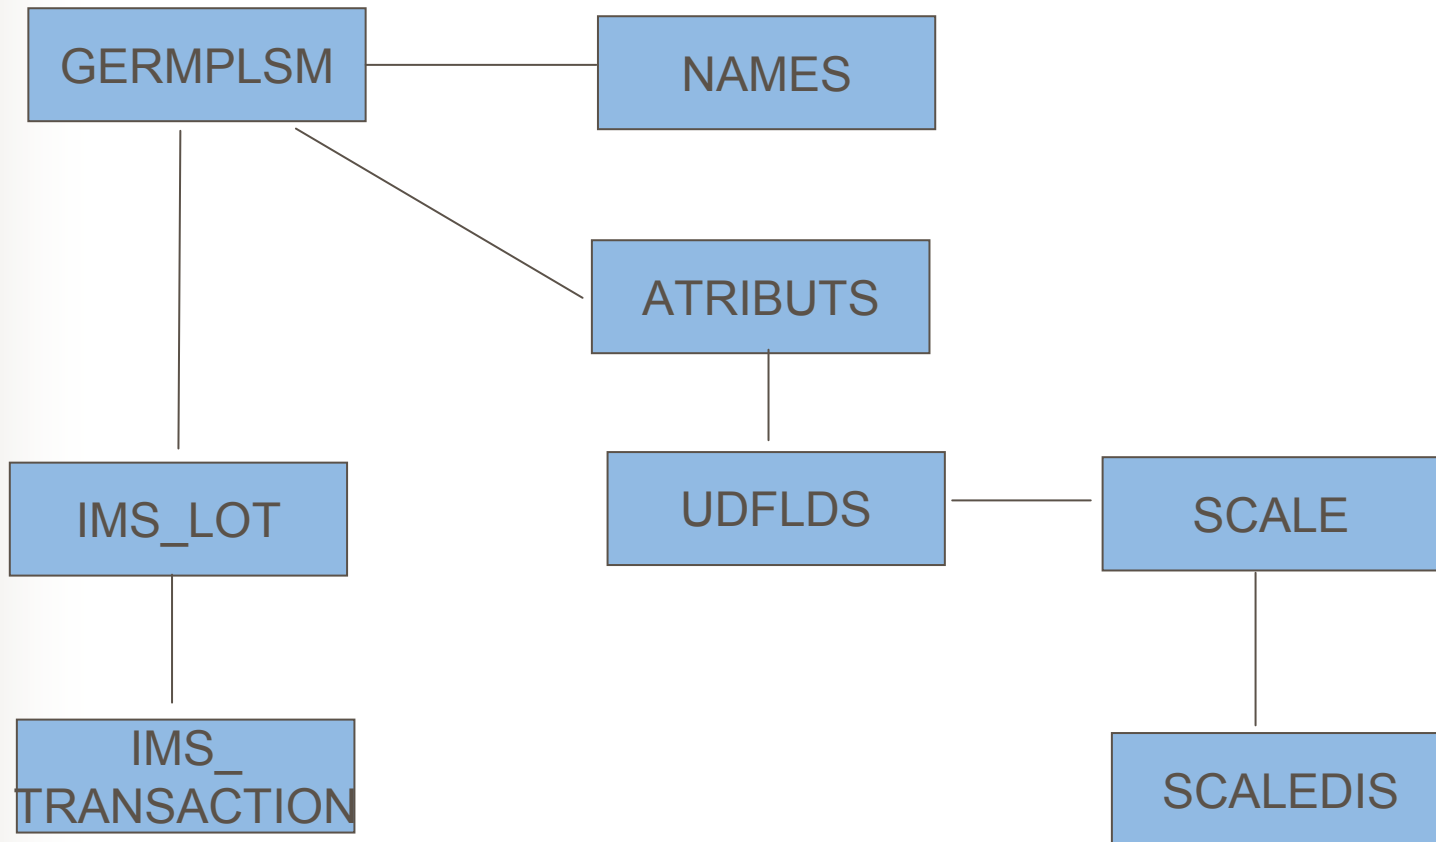 GERMPLSM
NAMES
ATRIBUTS
UDFLDS
SCALE
IMS_LOT
IMS_
TRANSACTION
SCALEDIS